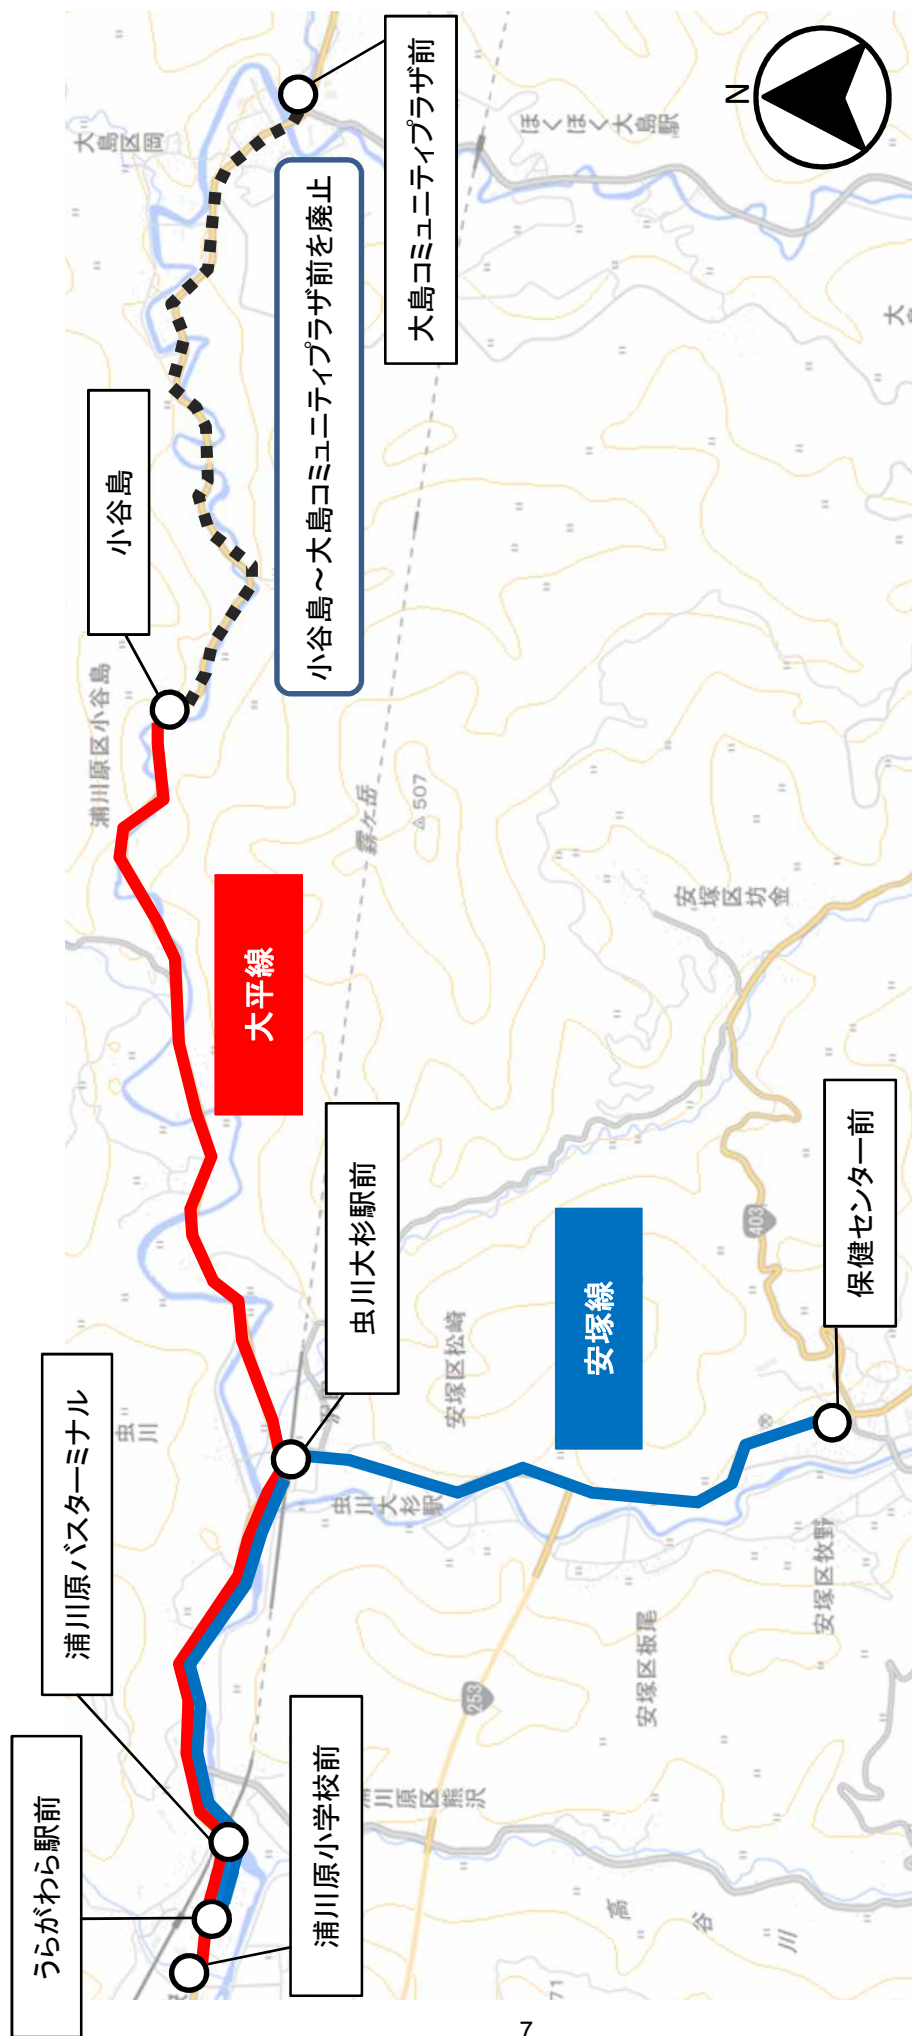 うらがわら駅前
浦川原バスターミナル
浦川原小学校前
虫川大杉駅前
保健センター前
小谷島
大島コミュニティプラザ前
小谷島～大島コミュニティプラザ前を廃止
大平線
安塚線
N
大島区岡
ほくほく大島駅
浦川原区小谷島
霧ヶ岳
507
安塚区坊金
403
虫川
虫川大杉駅
安塚区松崎
安塚区牧野
安塚区板尾
253
浦川原区熊沢
高谷川
71
7